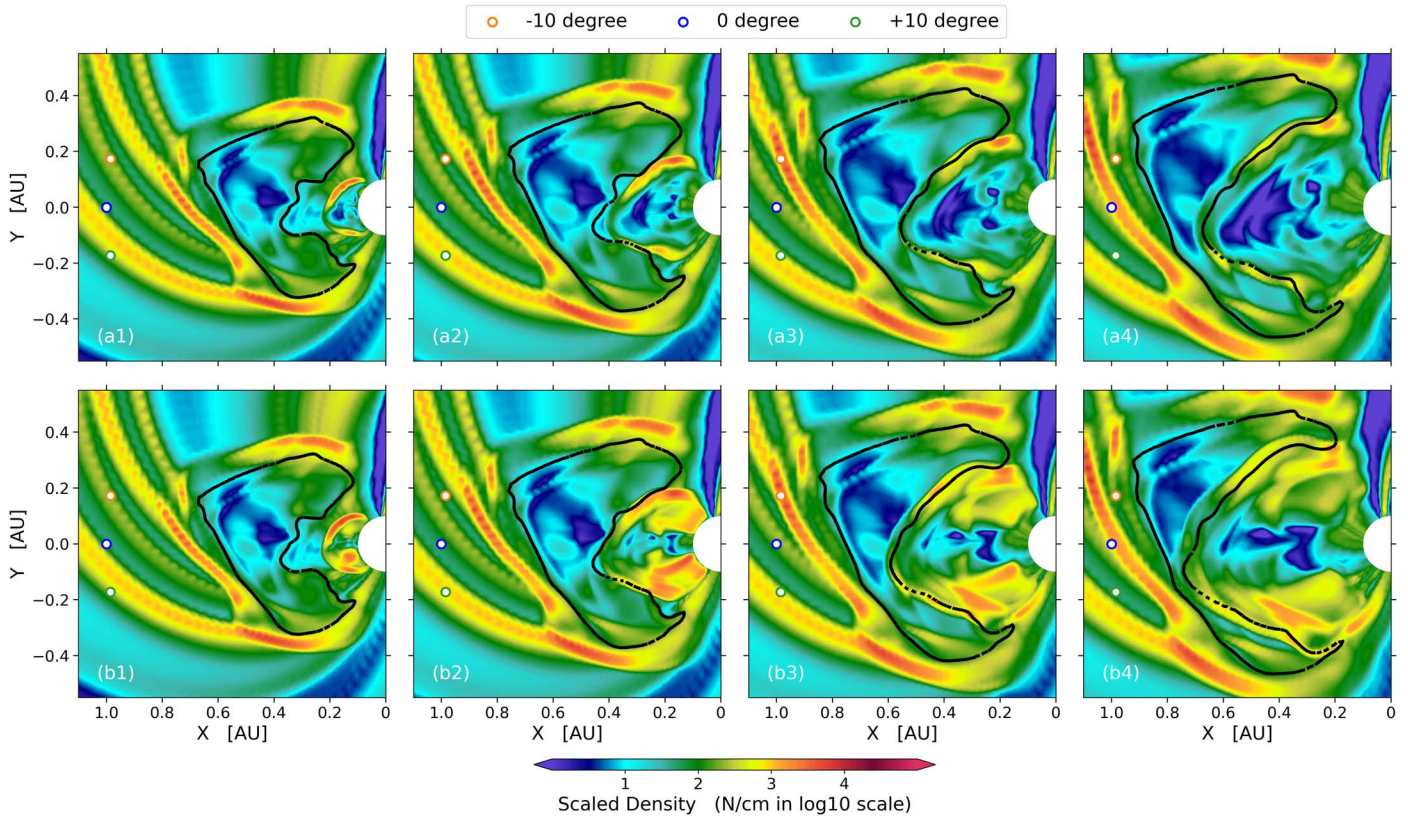 -10 degree 0 degree +10 degree
0.4
0.2
0.0
−0.2
−0.4
Y [AU]
(a1) (a2) (a3) (a4)
0.4
0.2
0.0
−0.2
−0.4
Y [AU]
(b1) (b2) (b3) (b4)
1.0 0.8 0.6 0.4 0.2 0 1.0 0.8 0.6 0.4 0.2 0 1.0 0.8 0.6 0.4 0.2 0 1.0 0.8 0.6 0.4 0.2 0
X [AU] X [AU] X [AU] X [AU]
1 2 3 4
Scaled Density (N/cm in log10 scale)